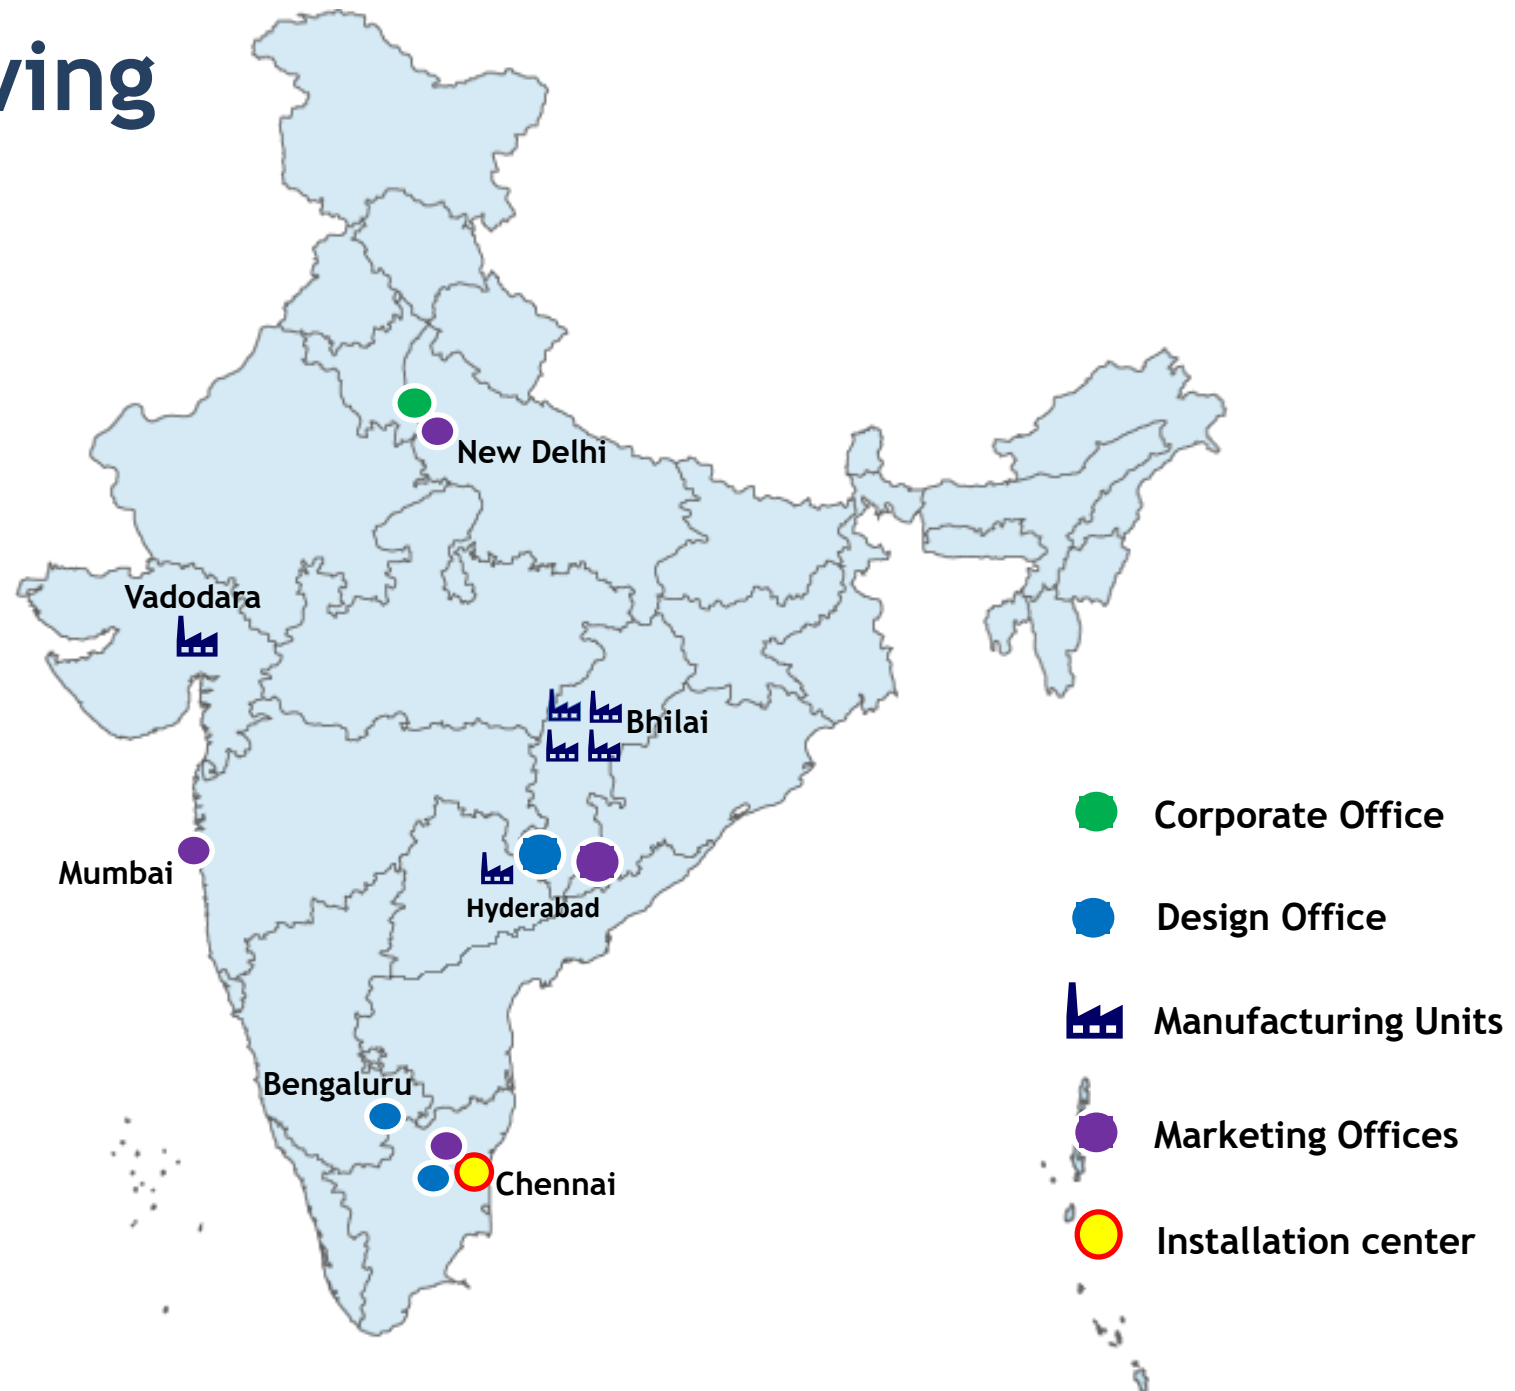 ving
New Delhi
Vadodara
Bhilai
Corporate Office
Mumbai
Hyderabad
Design Office
Manufacturing Units
Bengaluru
Marketing Offices
Chennai
Installation center